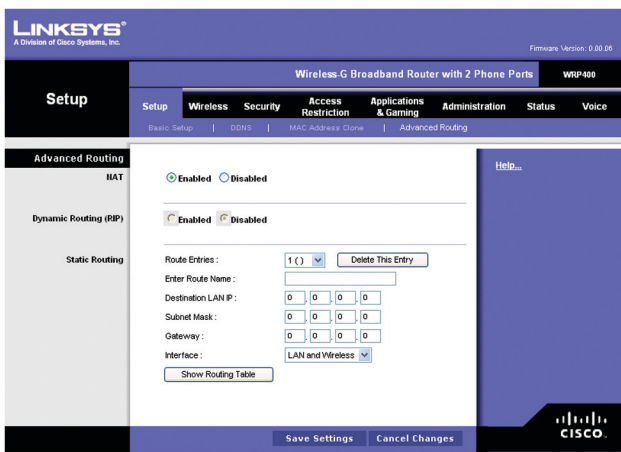 LINKSYS®
A Division of Cisco Systems, Inc.
Firmware Version: 0.00.06
Wireless-G Broadband Router with 2 Phone Ports WRP400
Setup
Setup Wireless Security Access Restriction Applications & Gaming Administration Status Voice
Basic Setup | DDNS | MAC Address Clone | Advanced Routing
Advanced Routing
NAT
Enabled Disabled
Help...
Dynamic Routing (RIP)
Enabled Disabled
Static Routing
Route Entries : 1 ( ) Delete This Entry
Enter Route Name :
Destination LAN IP : 0 . 0 . 0 . 0
Subnet Mask : 0 . 0 . 0 . 0
Gateway : 0 . 0 . 0 . 0
Interface : LAN and Wireless
Show Routing Table
Save Settings Cancel Changes
CISCO.